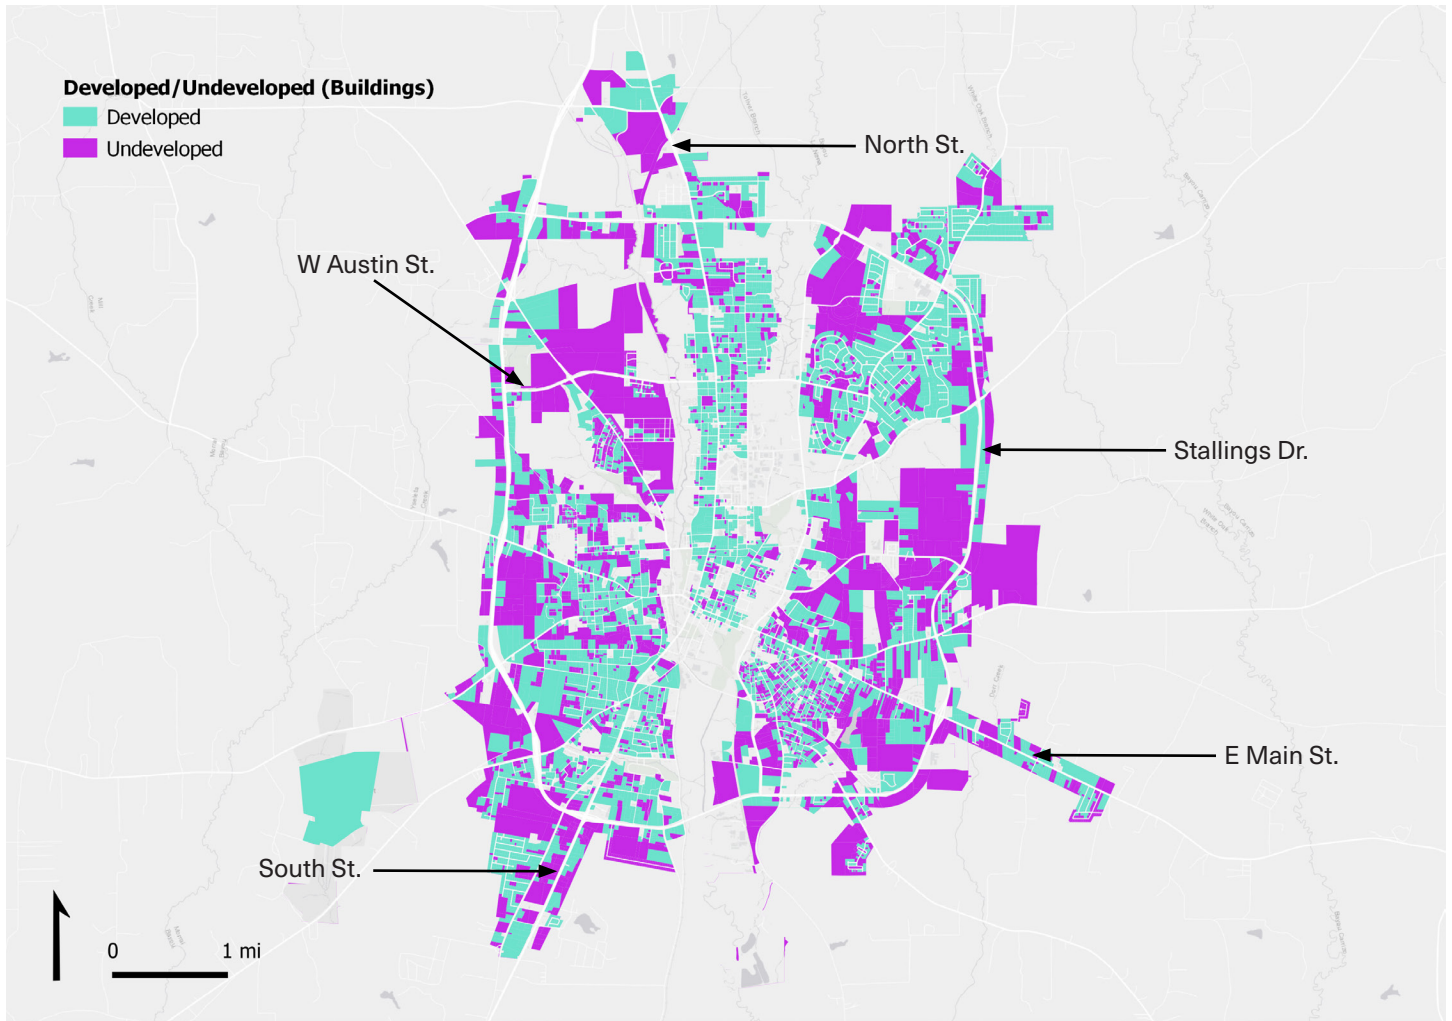 Developed/Undeveloped (Buildings)
Developed
Undeveloped
North St.
W Austin St.
Stallings Dr.
E Main St.
South St.
0
1 mi